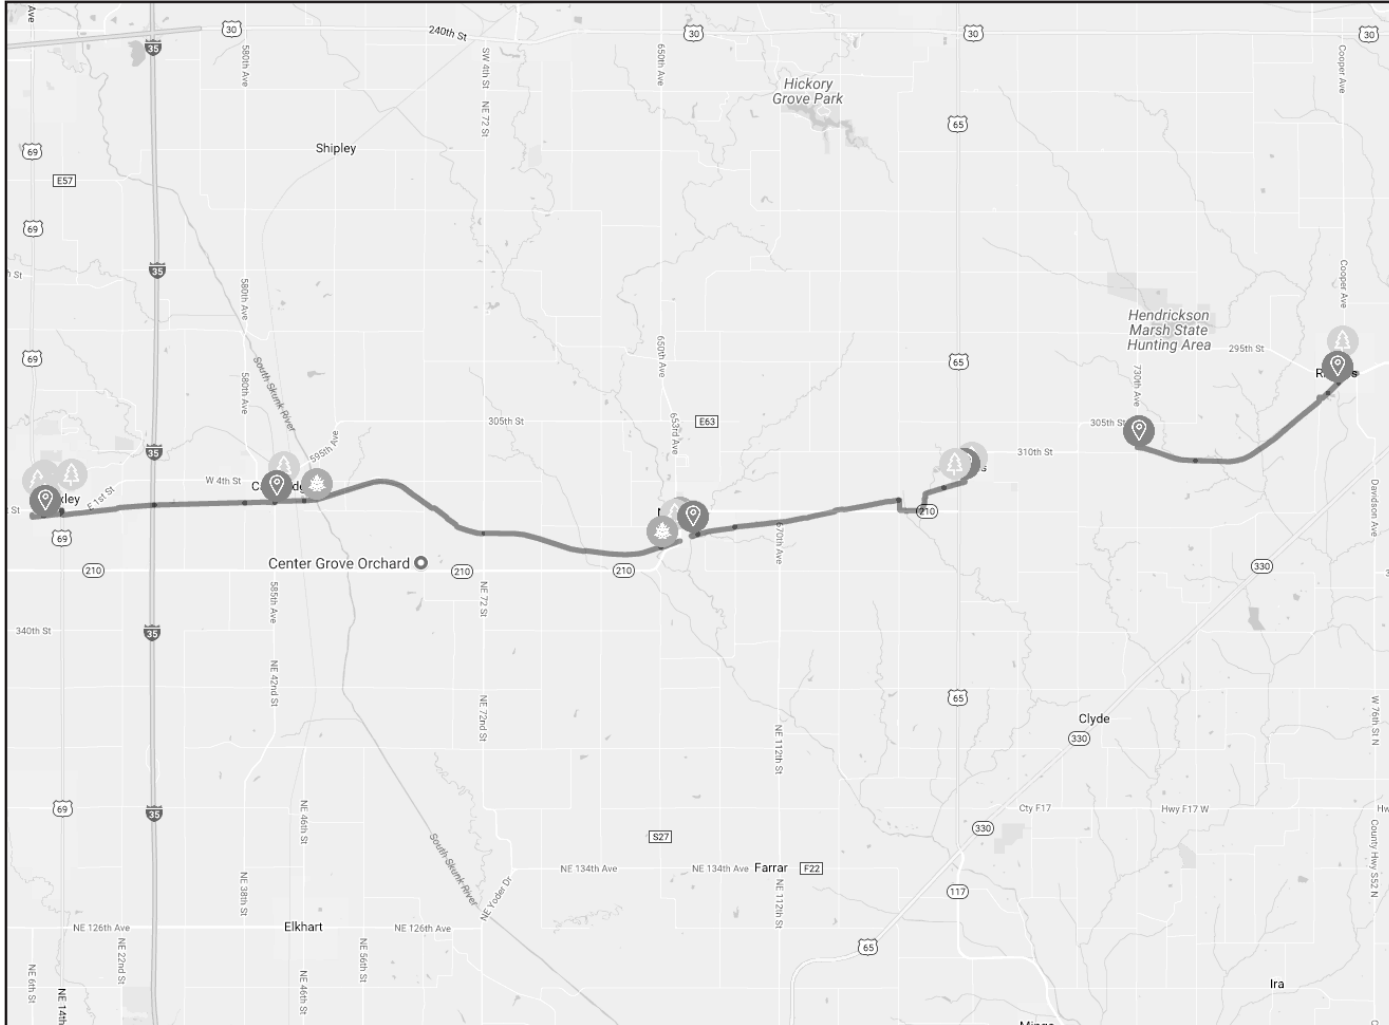 Ave
30
240th St
30
30
30
35
580th Ave
SW 4th St
650th Ave
Cooper Ave
Hickory
Grove Park
NE 72 St
65
69
Shipley
E57
69
35
580th Ave
Cooper Ave
Hendrickson
Marsh State
Hunting Area
295th St
69
South Skunk River
580th Ave
650th Ave
65
730th Ave
653rd Ave
E63
305th St
305th St
310th St
595th Ave
35
W 4th St
E 1st St
xley
St
69
210
670th Ave
Davidson Ave
Center Grove Orchard
210
210
210
330
585th Ave
NE 72 St
340th St
35
NE 42nd St
NE 72nd St
65
Clyde
330
W 76th St N
NE 112th St
69
35
NE 46th St
Cty F17
Hwy F17 W
Hw
330
S27
South Skunk River
County Hwy S52 N
NE 134th Ave
NE 134th Ave
Farrar
F22
NE 38th St
NE Yoder Dr
NE 112th St
117
NE 126th Ave
Elkhart
NE 126th Ave
65
NE 6th St
NE 22nd St
NE 56th St
NE 46th St
NE 14th
Ira